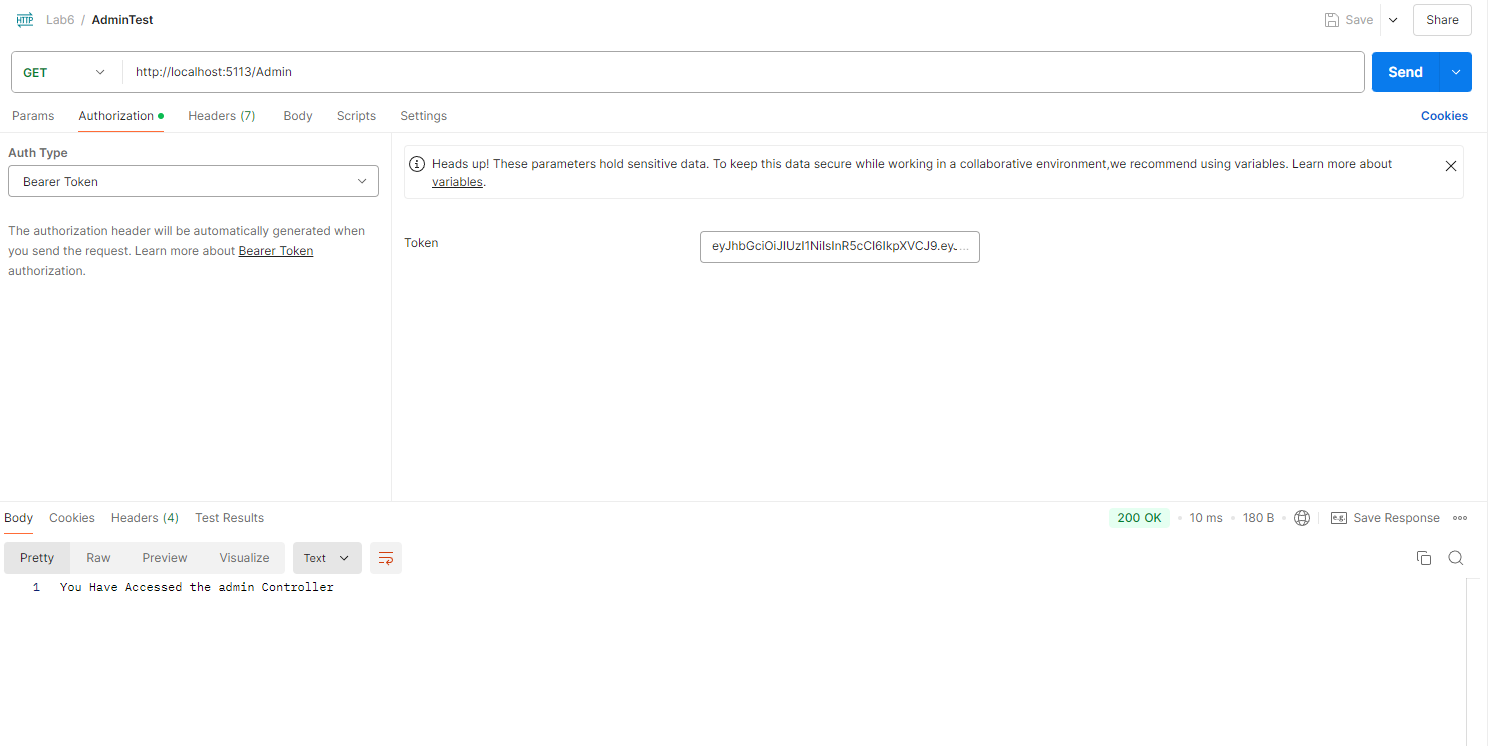 HTTP Lab6 / AdminTest Save Share
GET http://localhost:5113/Admin Send
Params Authorization Headers (7) Body Scripts Settings Cookies
Auth Type
Bearer Token
The authorization header will be automatically generated when
you send the request. Learn more about Bearer Token
authorization.
Heads up! These parameters hold sensitive data. To keep this data secure while working in a collaborative environment,we recommend using variables. Learn more about
variables.
Token eyJhbGciOiJIUzI1NiIsInR5cCI6IkpXVCJ9.eyJ...
Body Cookies Headers (4) Test Results 200 OK • 10 ms • 180 B e.g. Save Response
Pretty Raw Preview Visualize Text
1 You Have Accessed the admin Controller